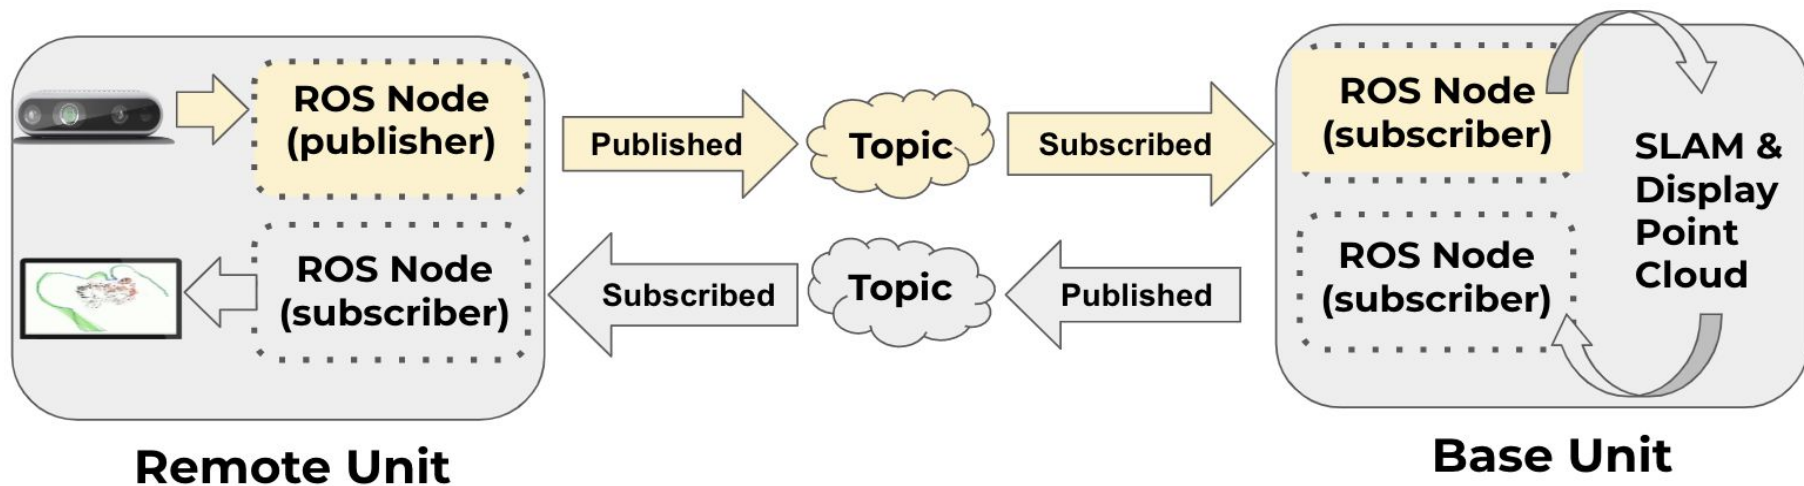 ROS Node
(publisher)
Published
Topic
Subscribed
ROS Node
(subscriber)
SLAM &
Display
Point
Cloud
ROS Node
(subscriber)
Subscribed
Topic
Published
ROS Node
(subscriber)
Remote Unit
Base Unit